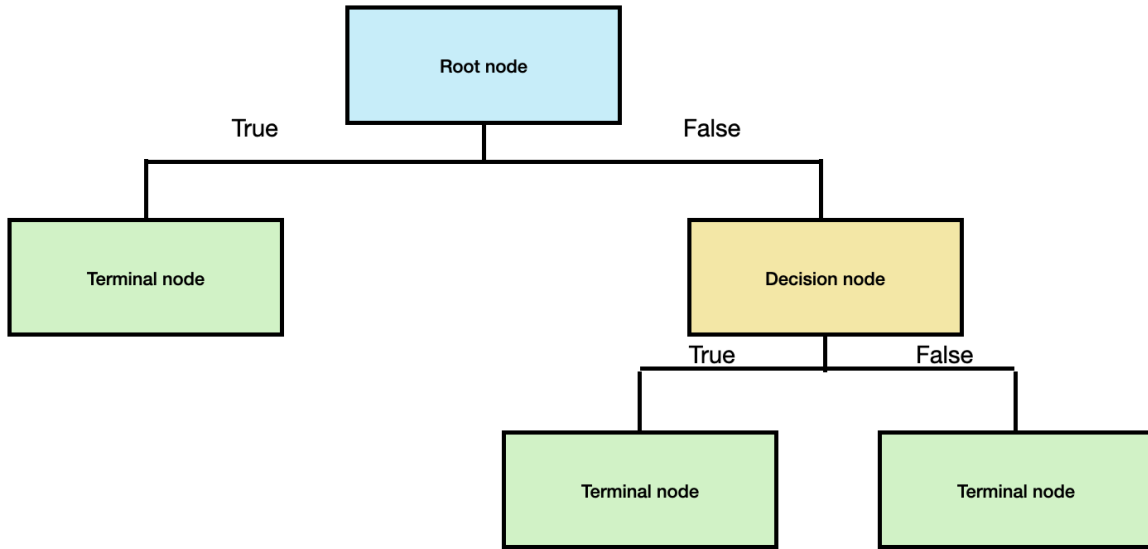 Root node
True
False
Terminal node
Decision node
True
False
Terminal node
Terminal node